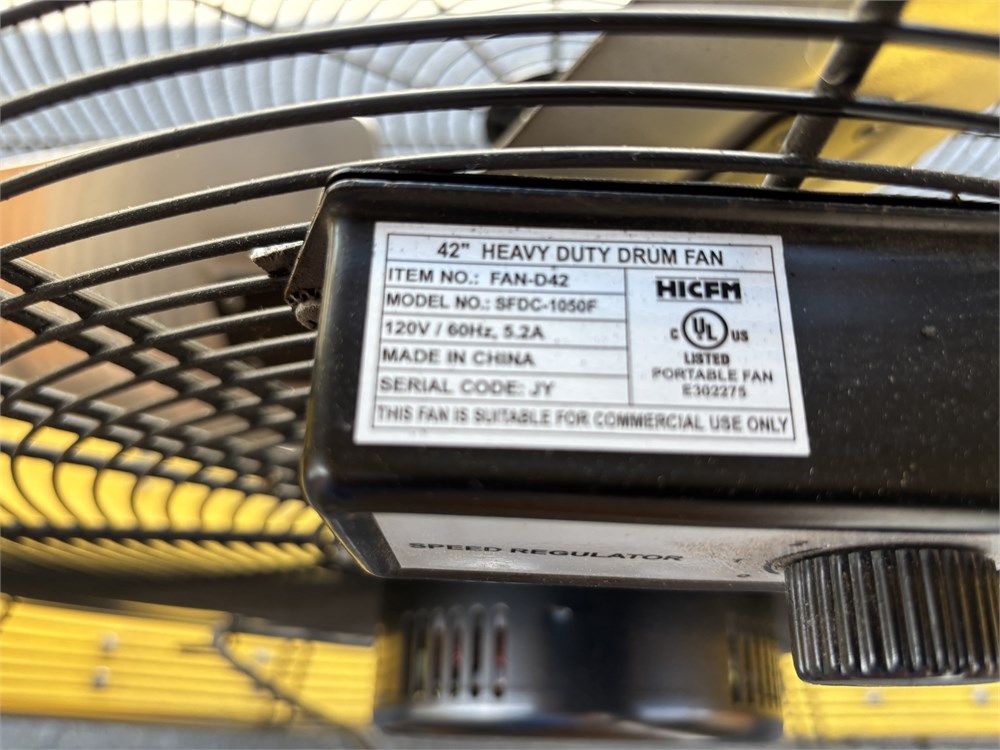 42" HEAVY DUTY DRUM FAN
ITEM NO.: FAN-D42
MODEL NO.: SFDC-1050F
120V / 60Hz, 5.2A
MADE IN CHINA
SERIAL CODE: JY
HICFM
C UL US
LISTED
PORTABLE FAN
E302275
THIS FAN IS SUITABLE FOR COMMERCIAL USE ONLY
SPEED REGULATOR